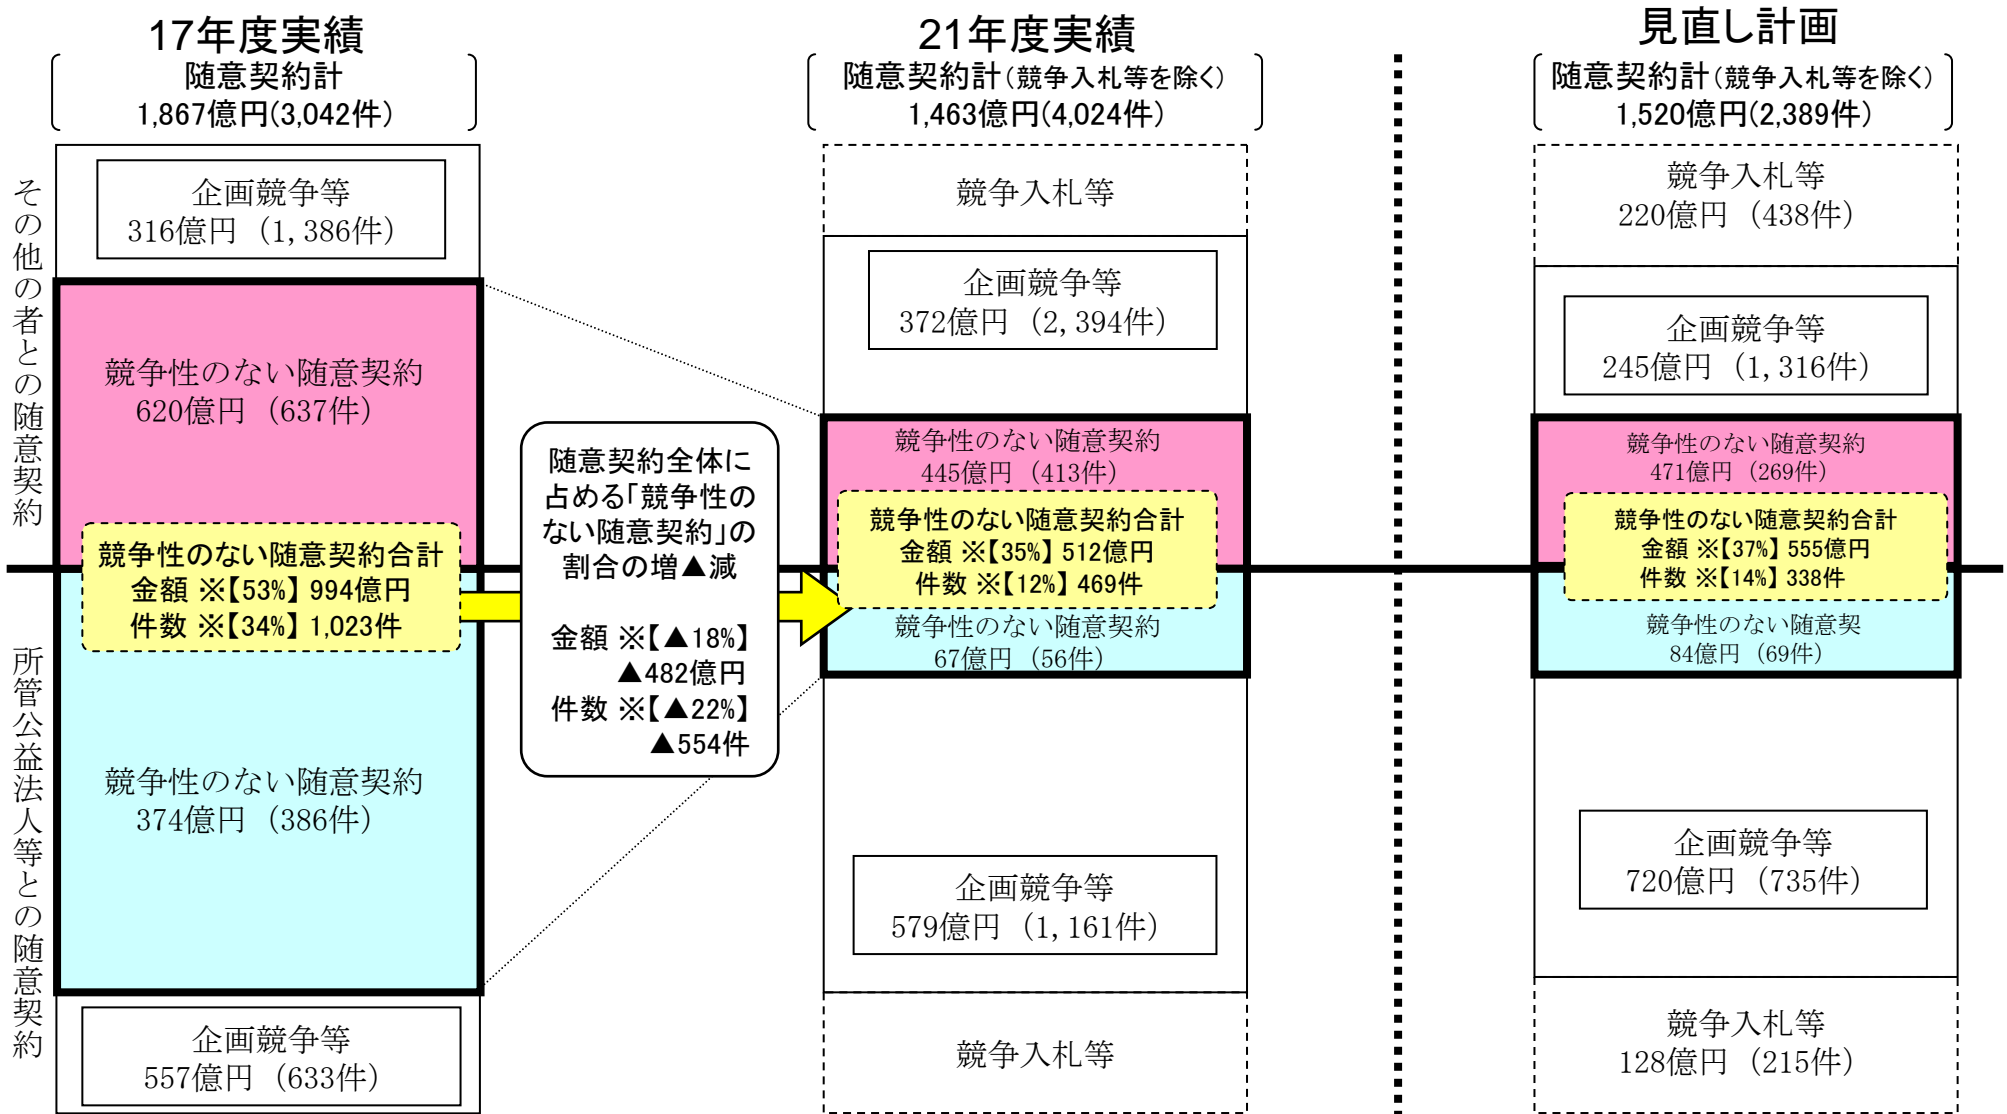 17年度実績
随意契約計
1,867億円(3,042件)
その他の者との随意契約
企画競争等
316億円（1,386件）
競争性のない随意契約
620億円（637件）
競争性のない随意契約合計
金額 ※【53%】 994億円
件数 ※【34%】 1,023件
所管公益法人等との随意契約
競争性のない随意契約
374億円（386件）
企画競争等
557億円（633件）
随意契約全体に
占める「競争性の
ない随意契約」の
割合の増▲減
金額 ※【▲18%】
▲482億円
件数 ※【▲22%】
▲554件
21年度実績
随意契約計（競争入札等を除く）
1,463億円(4,024件)
競争入札等
企画競争等
372億円（2,394件）
競争性のない随意契約
445億円（413件）
競争性のない随意契約合計
金額 ※【35%】 512億円
件数 ※【12%】 469件
競争性のない随意契約
67億円（56件）
企画競争等
579億円（1,161件）
競争入札等
見直し計画
随意契約計（競争入札等を除く）
1,520億円(2,389件)
競争入札等
220億円（438件）
企画競争等
245億円（1,316件）
競争性のない随意契約
471億円（269件）
競争性のない随意契約合計
金額 ※【37%】 555億円
件数 ※【14%】 338件
競争性のない随意契
84億円（69件）
企画競争等
720億円（735件）
競争入札等
128億円（215件）